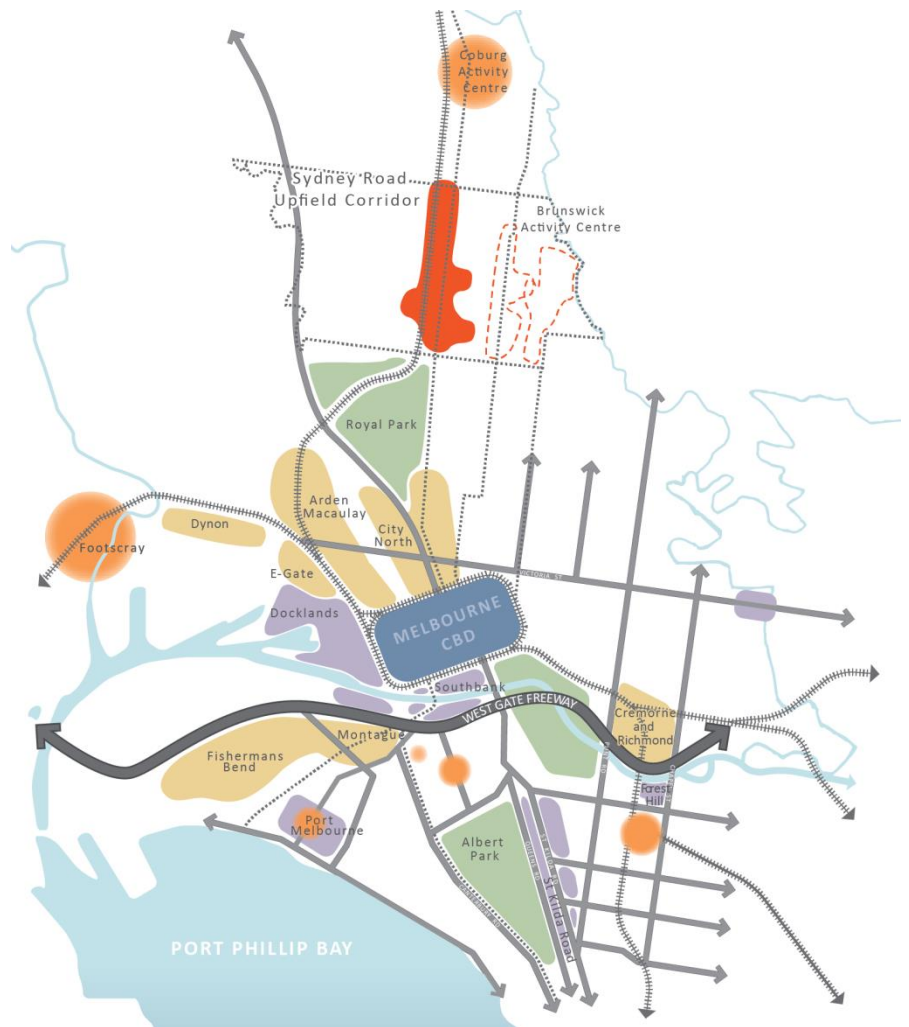 Coburg
Activity
Centre
Sydney Road
Upfield Corridor
Brunswick
Activity Centre
Royal Park
Arden
Macaulay
City
North
Dynon
Footscray
E-Gate
VICTORIA ST
Docklands
MELBOURNE
CBD
Southbank
WEST GATE FREEWAY
Cremorne
and
Richmond
Montague
Fishermans
Bend
Forest
Hill
Port
Melbourne
Albert
Park
St Kilda Road
PORT PHILLIP BAY